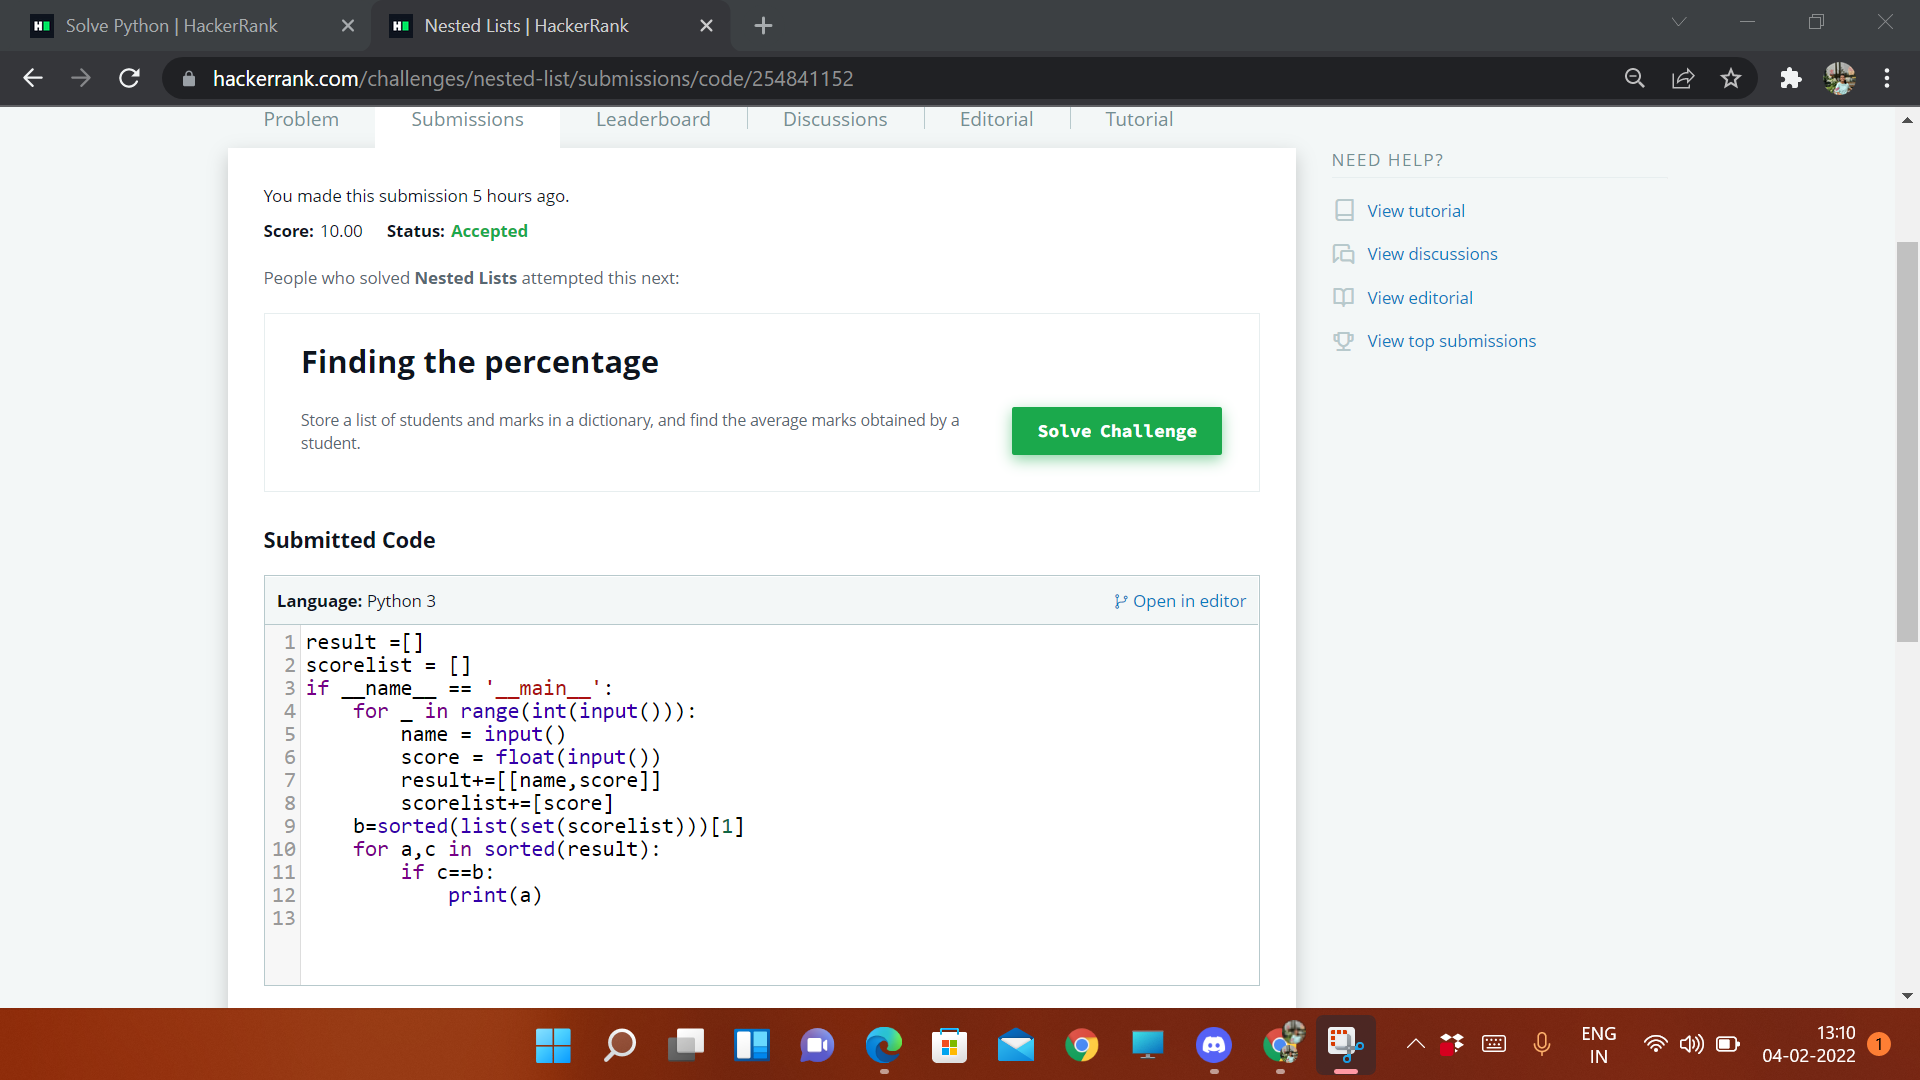 Solve Python | HackerRank
Nested Lists | HackerRank
hackerrank.com/challenges/nested-list/submissions/code/254841152
Problem
Submissions
Leaderboard
Discussions
Editorial
Tutorial
You made this submission 5 hours ago.
Score: 10.00 Status: Accepted
People who solved Nested Lists attempted this next:
Finding the percentage
Store a list of students and marks in a dictionary, and find the average marks obtained by a
student.
Solve Challenge
Submitted Code
Language: Python 3
Open in editor
1 result =[]
2 scorelist = []
3 if __name__ == '__main__':
4     for _ in range(int(input())):
5         name = input()
6         score = float(input())
7         result+=[[name,score]]
8         scorelist+=[score]
9     b=sorted(list(set(scorelist)))[1]
10     for a,c in sorted(result):
11         if c==b:
12             print(a)
13
NEED HELP?
View tutorial
View discussions
View editorial
View top submissions
ENG
IN
13:10
04-02-2022
1